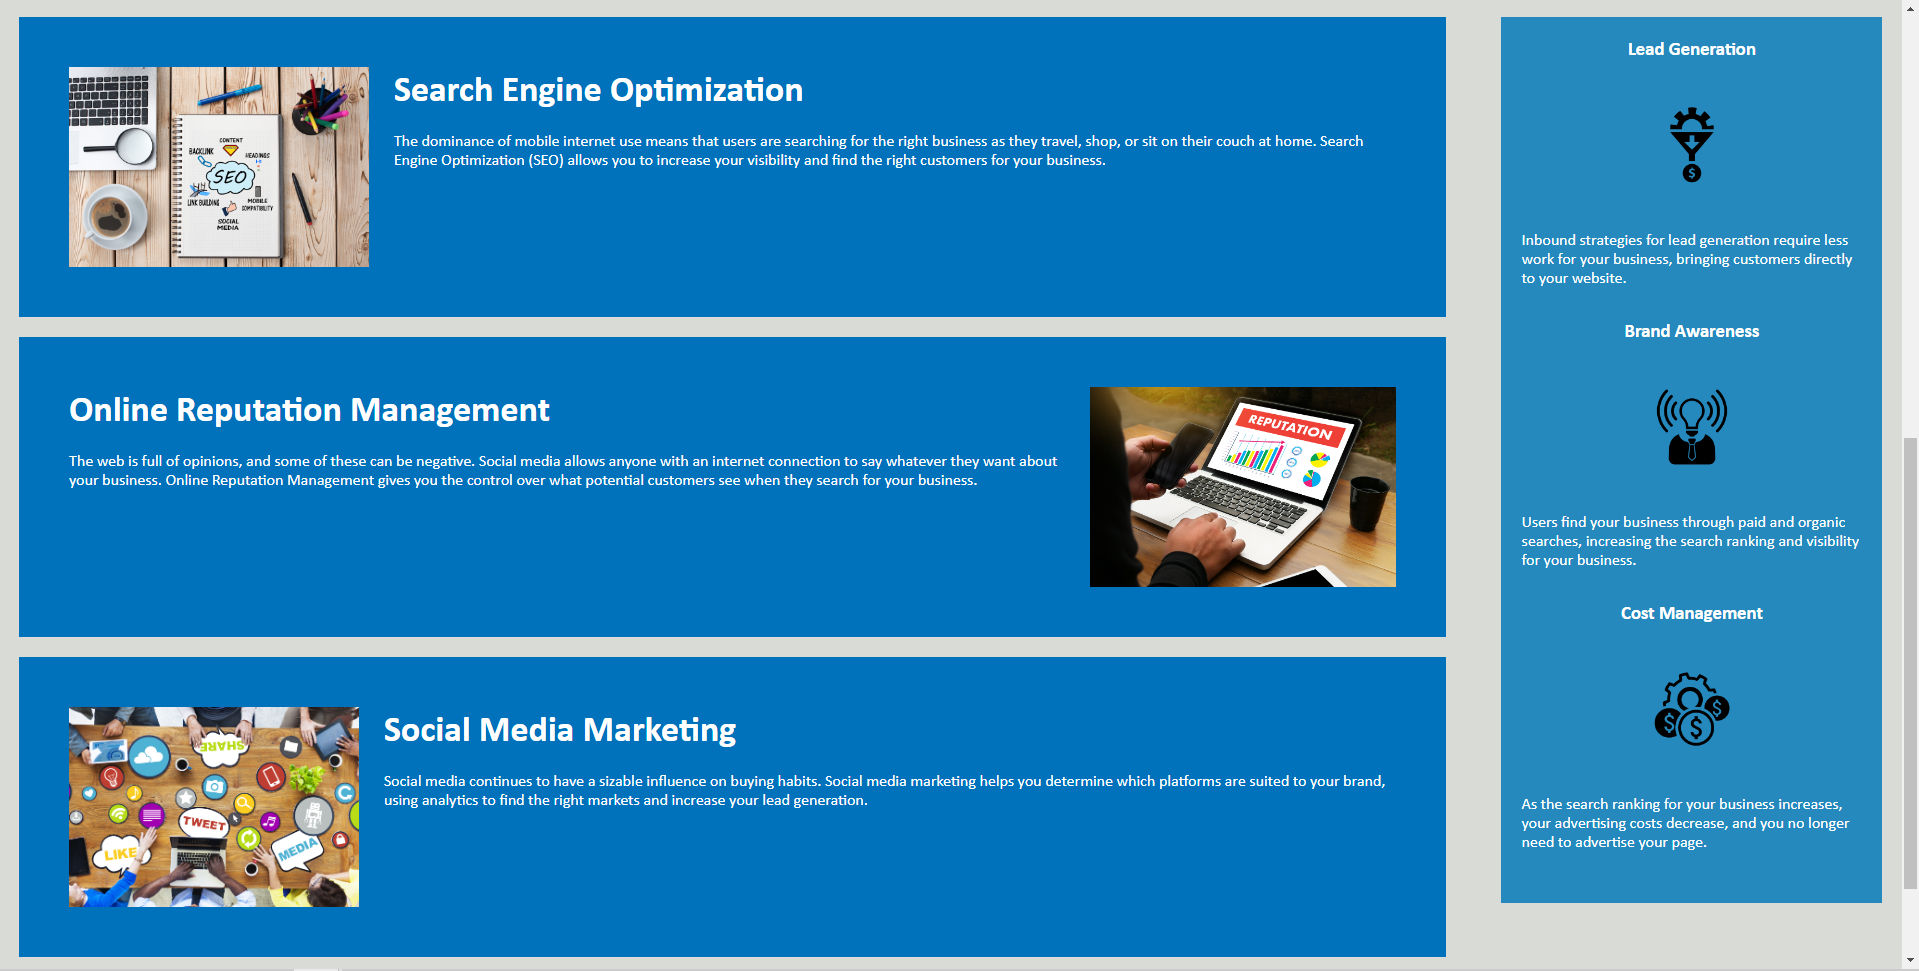 Search Engine Optimization
The dominance of mobile internet use means that users are searching for the right business as they travel, shop, or sit on their couch at home. Search
Engine Optimization (SEO) allows you to increase your visibility and find the right customers for your business.
CONTENT
BACKLINK
HEADINGS
SEO
LINK BUILDING
MOBILE
COMPATIBILITY
SOCIAL
MEDIA
Online Reputation Management
The web is full of opinions, and some of these can be negative. Social media allows anyone with an internet connection to say whatever they want about
your business. Online Reputation Management gives you the control over what potential customers see when they search for your business.
REPUTATION
Social Media Marketing
Social media continues to have a sizable influence on buying habits. Social media marketing helps you determine which platforms are suited to your brand,
using analytics to find the right markets and increase your lead generation.
SHARE
TWEET
LIKE
MEDIA
Lead Generation
$
Inbound strategies for lead generation require less
work for your business, bringing customers directly
to your website.
Brand Awareness
Users find your business through paid and organic
searches, increasing the search ranking and visibility
for your business.
Cost Management
$ $ $
As the search ranking for your business increases,
your advertising costs decrease, and you no longer
need to advertise your page.